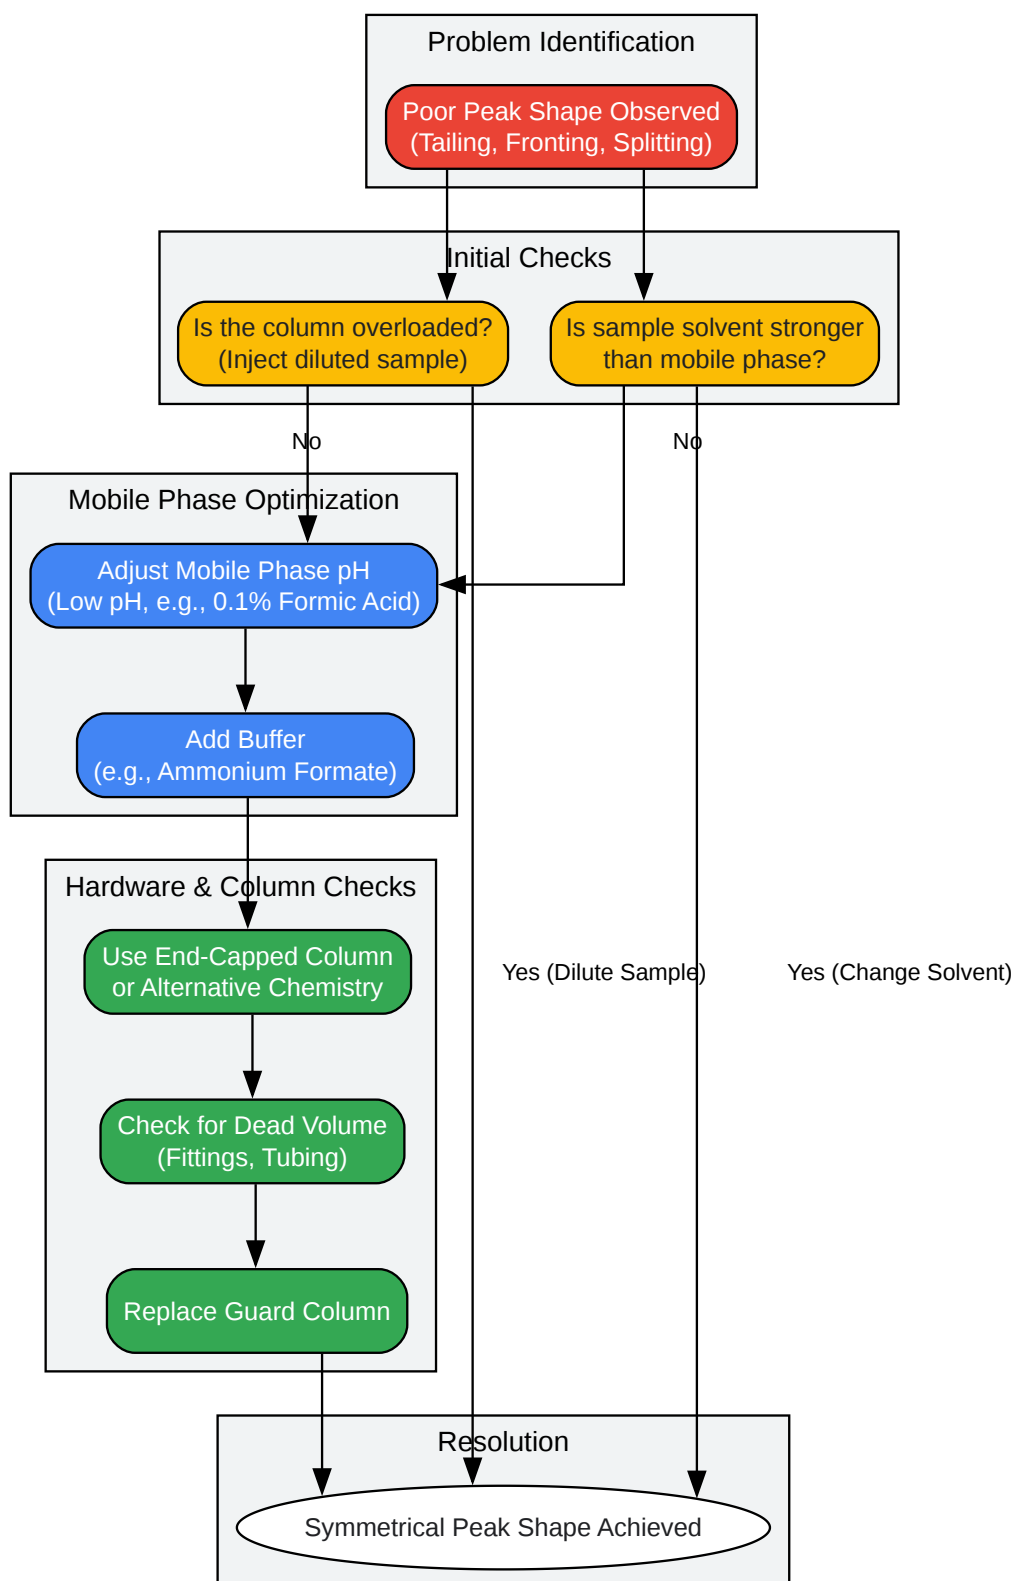 Problem Identification
Poor Peak Shape Observed
(Tailing, Fronting, Splitting)
Initial Checks
Is the column overloaded?
(Inject diluted sample)
Is sample solvent stronger
than mobile phase?
No
No
Mobile Phase Optimization
Adjust Mobile Phase pH
(Low pH, e.g., 0.1% Formic Acid)
Add Buffer
(e.g., Ammonium Formate)
Hardware & Column Checks
Use End-Capped Column
or Alternative Chemistry
Yes (Dilute Sample)
Yes (Change Solvent)
Check for Dead Volume
(Fittings, Tubing)
Replace Guard Column
Resolution
Symmetrical Peak Shape Achieved